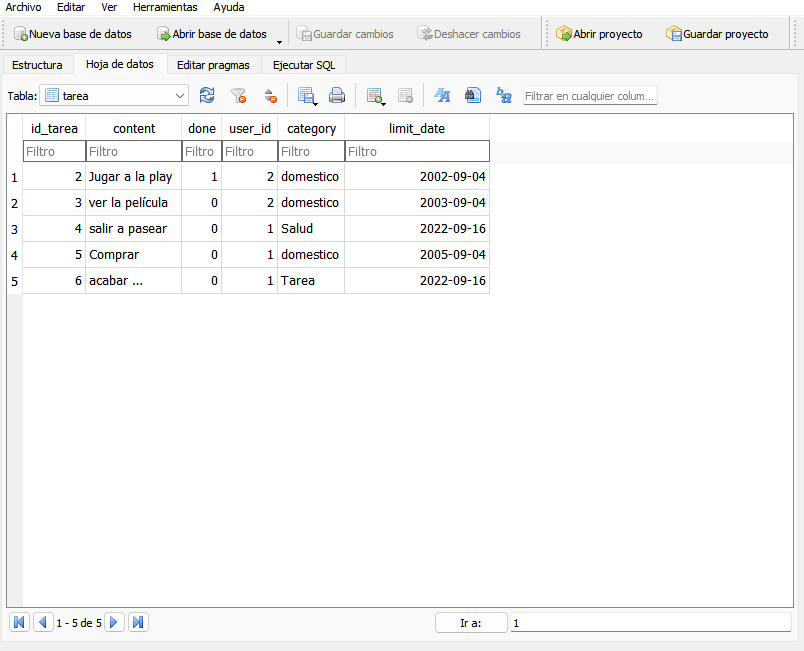 Archivo Editar Ver Herramientas Ayuda
Nueva base de datos Abrir base de datos Guardar cambios Deshacer cambios Abrir proyecto Guardar proyecto
Estructura Hoja de datos Editar pragmas Ejecutar SQL
Tabla: tarea Filtrar en cualquier colum...
id_tarea content done user_id category limit_date
Filtro Filtro Filtro Filtro Filtro Filtro
1 2 Jugar a la play 1 2 domestico 2002-09-04
2 3 ver la película 0 2 domestico 2003-09-04
3 4 salir a pasear 0 1 Salud 2022-09-16
4 5 Comprar 0 1 domestico 2005-09-04
5 6 acabar ... 0 1 Tarea 2022-09-16
1 - 5 de 5 Ir a: 1